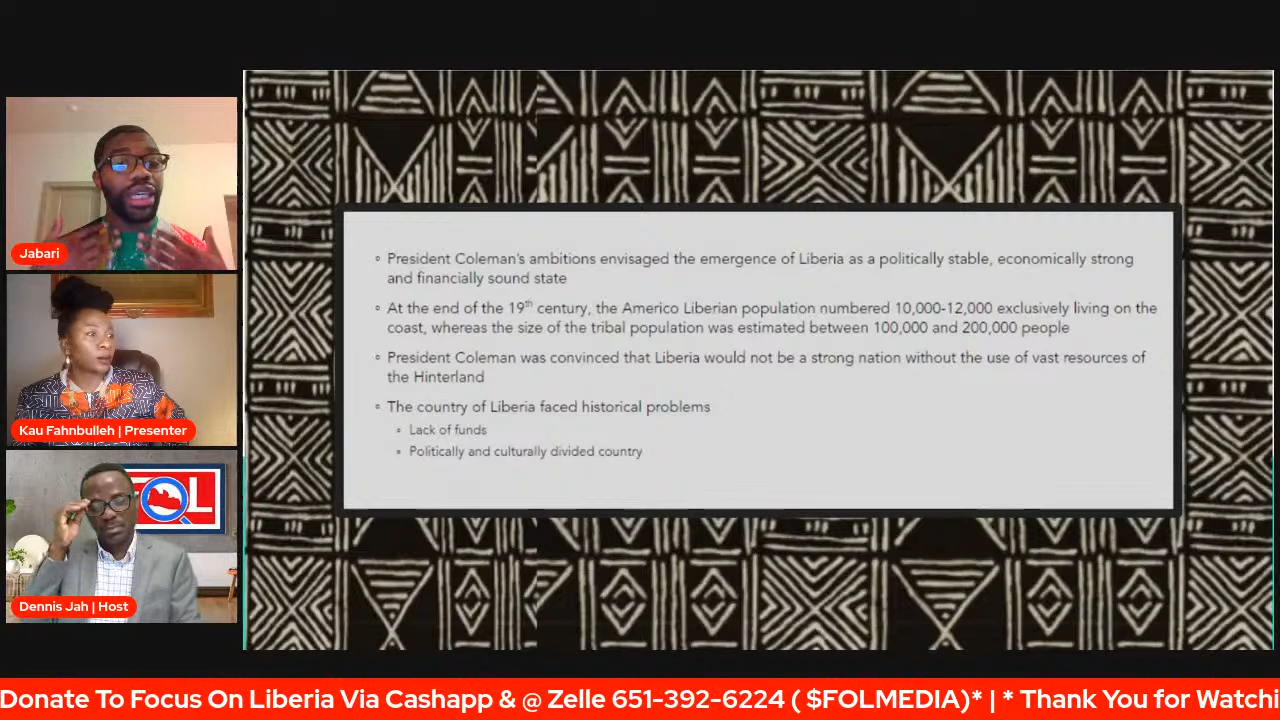 Jabari
Kau Fahnbulleh | Presenter
FOL
Dennis Jah | Host
◦ President Coleman's ambitions envisaged the emergence of Liberia as a politically stable, economically strong
and financially sound state
◦ At the end of the 19th century, the Americo Liberian population numbered 10,000-12,000 exclusively living on the
coast, whereas the size of the tribal population was estimated between 100,000 and 200,000 people
◦ President Coleman was convinced that Liberia would not be a strong nation without the use of vast resources of
the Hinterland
◦ The country of Liberia faced historical problems
▪ Lack of funds
▪ Politically and culturally divided country
Donate To Focus On Liberia Via Cashapp & @ Zelle 651-392-6224 ( $FOLMEDIA)* | * Thank You for Watchi